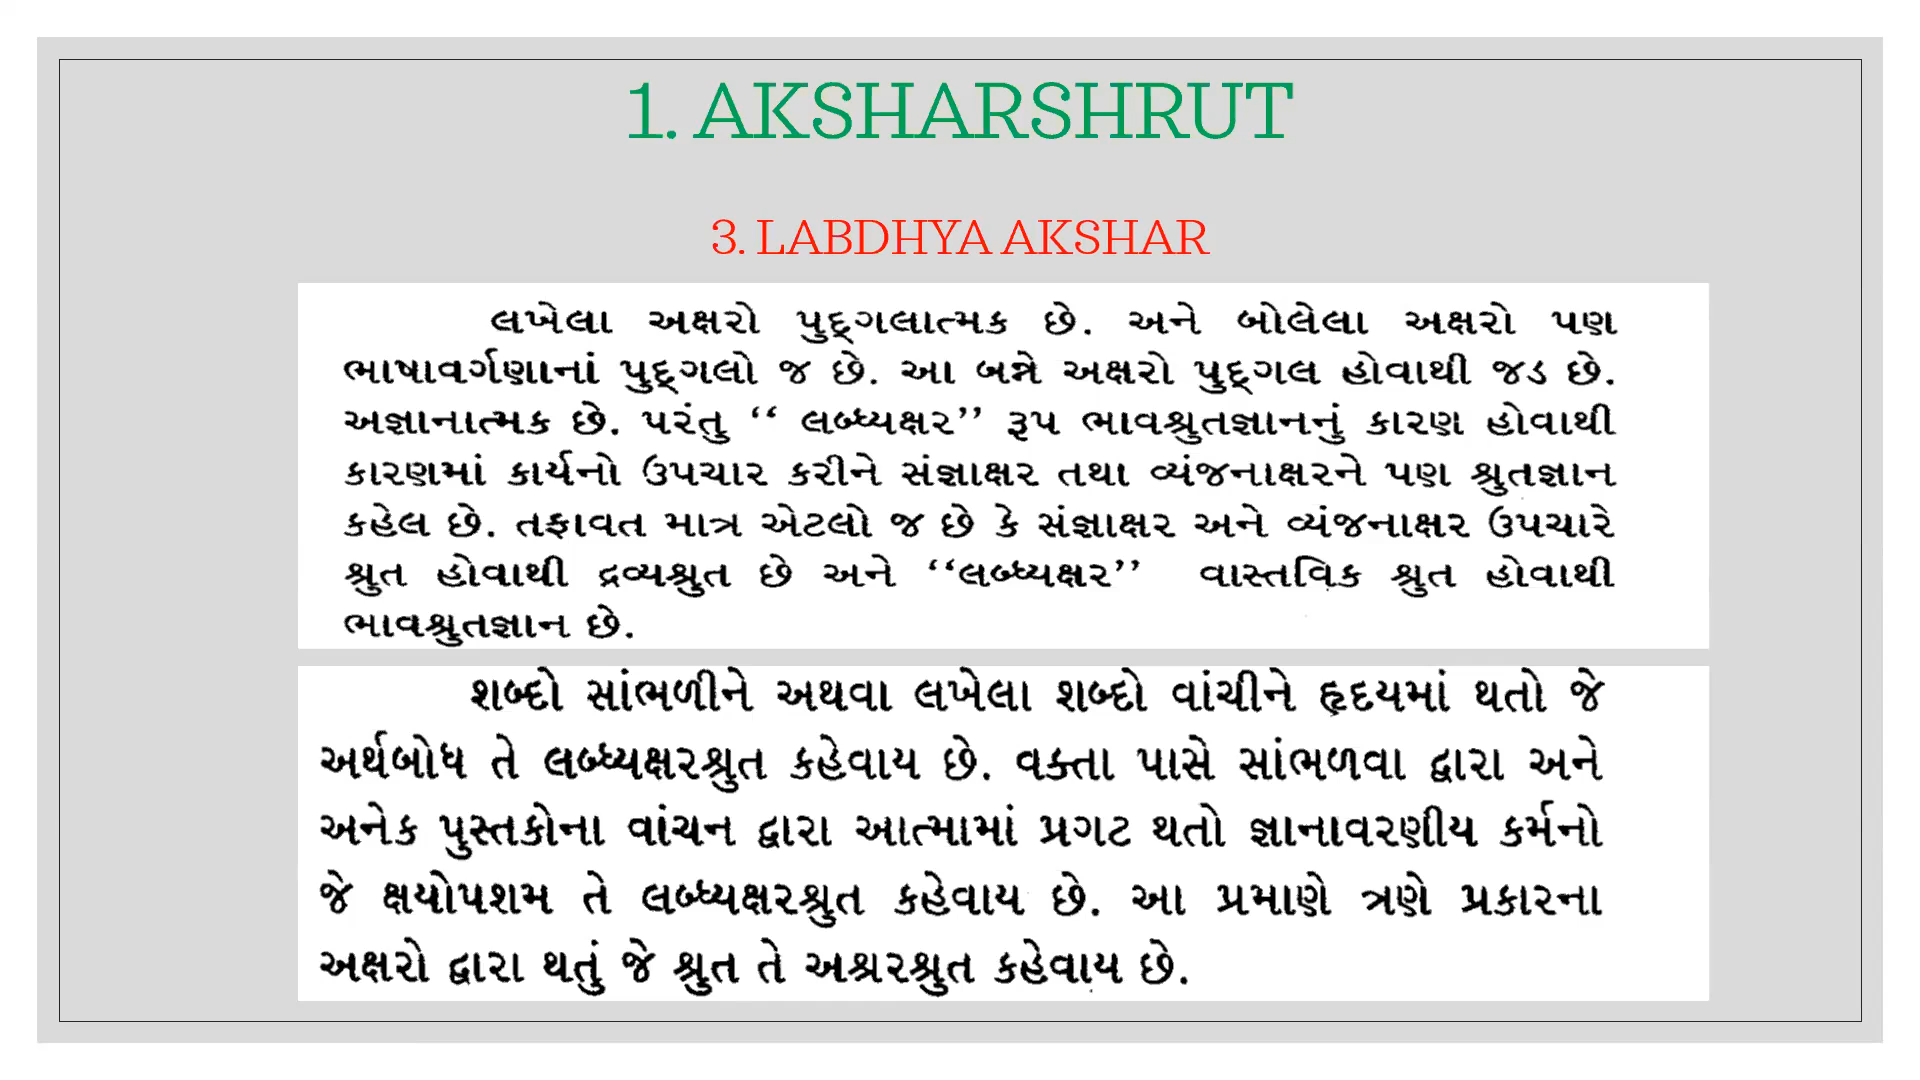 1. AKSHARSHRUT
3. LABDHYA AKSHAR
લખેલા અક્ષરો પુદ્ગલાત્મક છે. અને બોલેલા અક્ષરો પણ
ભાષાવર્ગણાનાં પુદ્ગલો જ છે. આ બન્ને અક્ષરો પુદ્ગલ હોવાથી જડ છે.
અજ્ઞાનાત્મક છે. પરંતુ ‘‘ લબ્ધ્યક્ષર’’ રૂપ ભાવશ્રુતજ્ઞાનનું કારણ હોવાથી
કારણમાં કાર્યનો ઉપચાર કરીને સંજ્ઞાક્ષર તથા વ્યંજનાક્ષરને પણ શ્રુતજ્ઞાન
કહેલ છે. તફાવત માત્ર એટલો જ છે કે સંજ્ઞાક્ષર અને વ્યંજનાક્ષર ઉપચારે
શ્રુત હોવાથી દ્રવ્યશ્રુત છે અને ‘‘લબ્ધ્યક્ષર’’ વાસ્તવિક શ્રુત હોવાથી
ભાવશ્રુતજ્ઞાન છે.
શબ્દો સાંભળીને અથવા લખેલા શબ્દો વાંચીને હૃદયમાં થતો જે
અર્થબોધ તે લબ્ધ્યક્ષરશ્રુત કહેવાય છે. વક્તા પાસે સાંભળવા દ્વારા અને
અનેક પુસ્તકોના વાંચન દ્વારા આત્મામાં પ્રગટ થતો જ્ઞાનાવરણીય કર્મનો
જે ક્ષયોપશમ તે લબ્ધ્યક્ષરશ્રુત કહેવાય છે. આ પ્રમાણે ત્રણે પ્રકારના
અક્ષરો દ્વારા થતું જે શ્રુત તે અશ્રરશ્રુત કહેવાય છે.